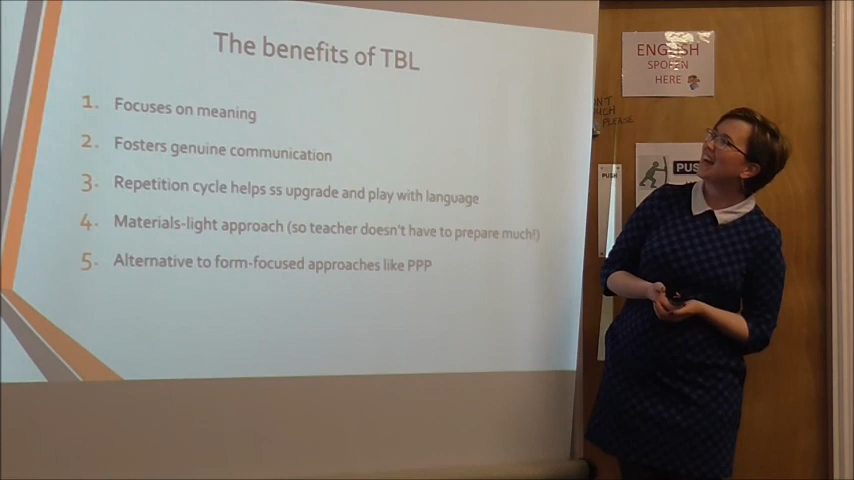 The benefits of TBL
1. Focuses on meaning
2. Fosters genuine communication
3. Repetition cycle helps ss upgrade and play with language
4. Materials-light approach (so teacher doesn't have to prepare much!)
5. Alternative to form-focused approaches like PPP
ENGLISH
SPOKEN
HERE
PLEASE
PUSH
PUSH